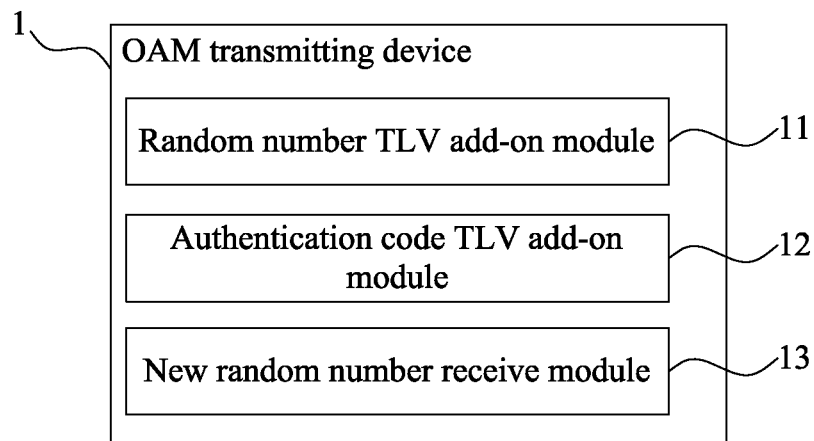 1
OAM transmitting device
Random number TLV add-on module
11
Authentication code TLV add-on
module
12
New random number receive module
13